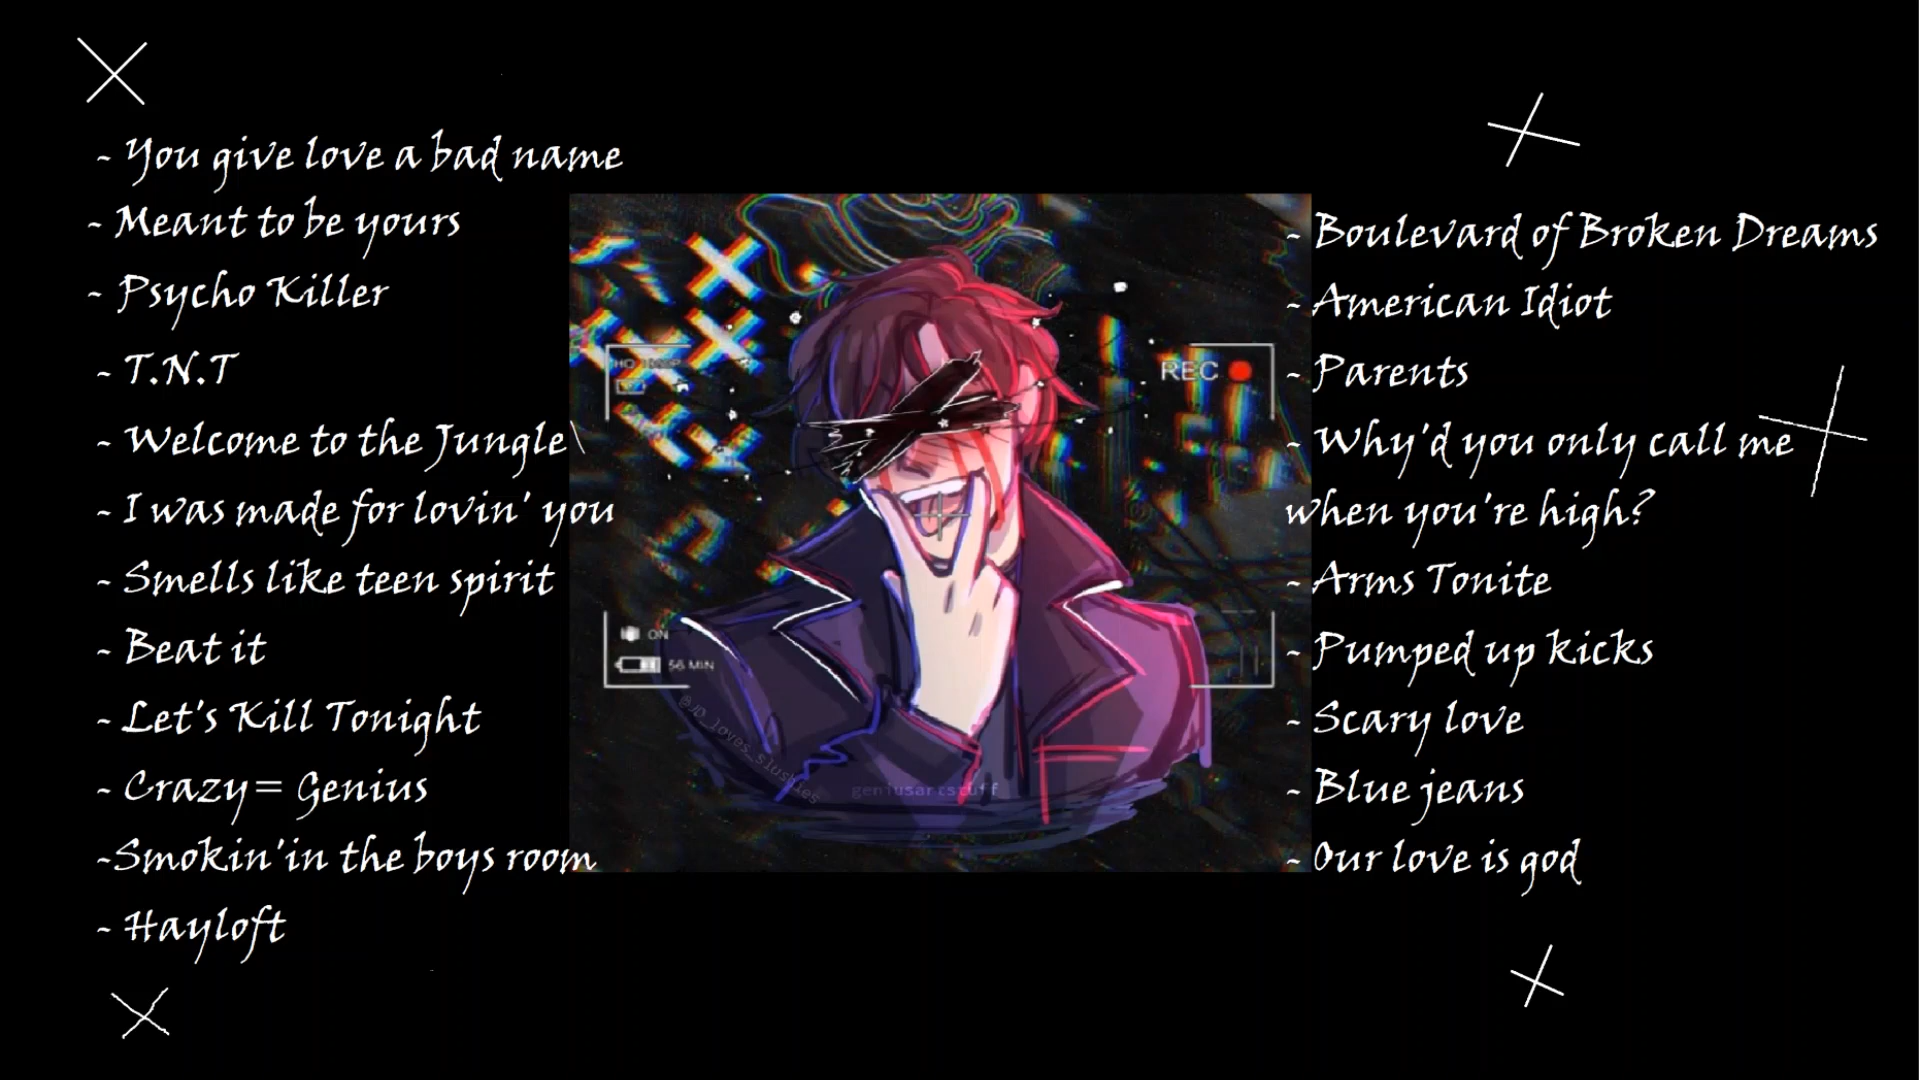 - You give love a bad name
- Meant to be yours
- Psycho Killer
- T.N.T
- Welcome to the Jungle\
- I was made for lovin' you
- Smells like teen spirit
- Beat it
- Let's Kill Tonight
- Crazy= Genius
-Smokin'in the boys room
- Hayloft
REC
ON
56 MIN
@JD_loves_slushies
geniusartstuff
- Boulevard of Broken Dreams
- American Idiot
- Parents
- Why'd you only call me
when you're high?
- Arms Tonite
- Pumped up kicks
- Scary love
- Blue jeans
- Our love is god